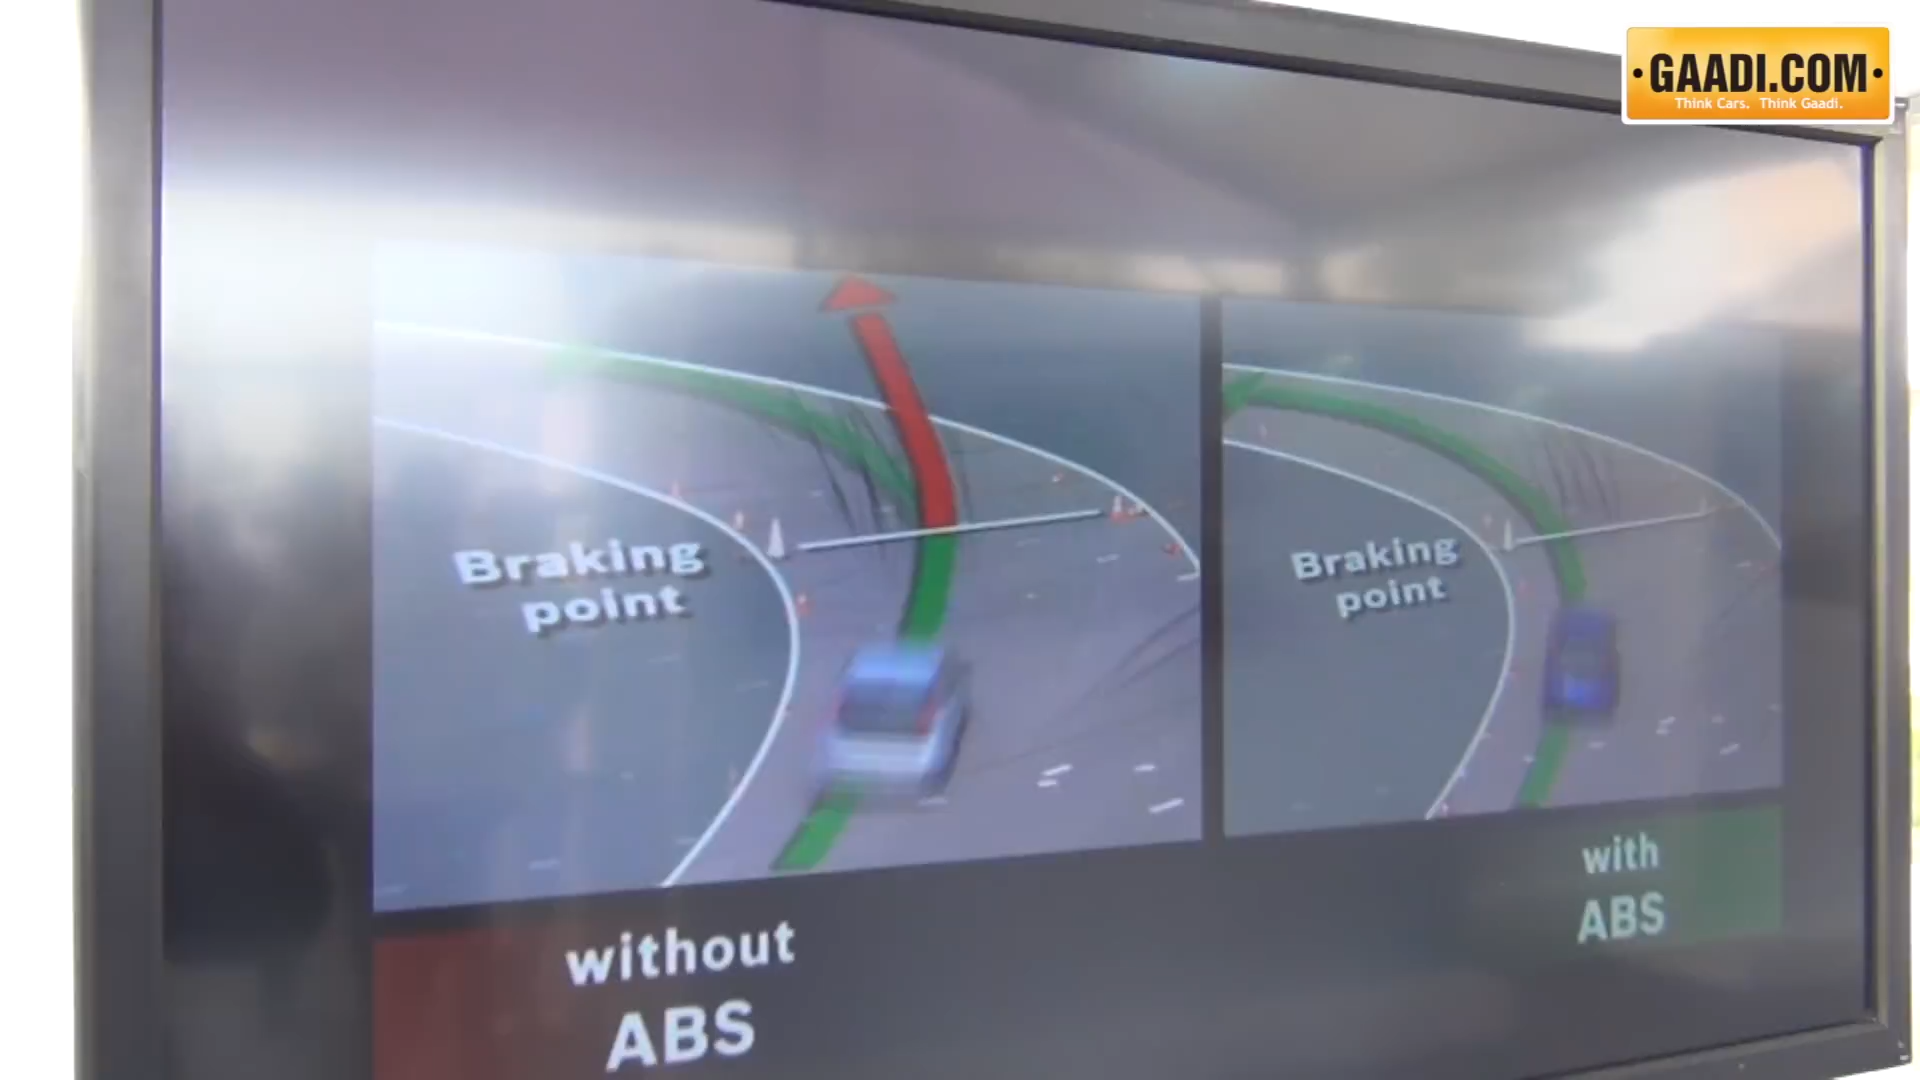 ·GAADI.COM·
Think Cars. Think Gaadi.
Braking
point
Braking
point
without
ABS
with
ABS